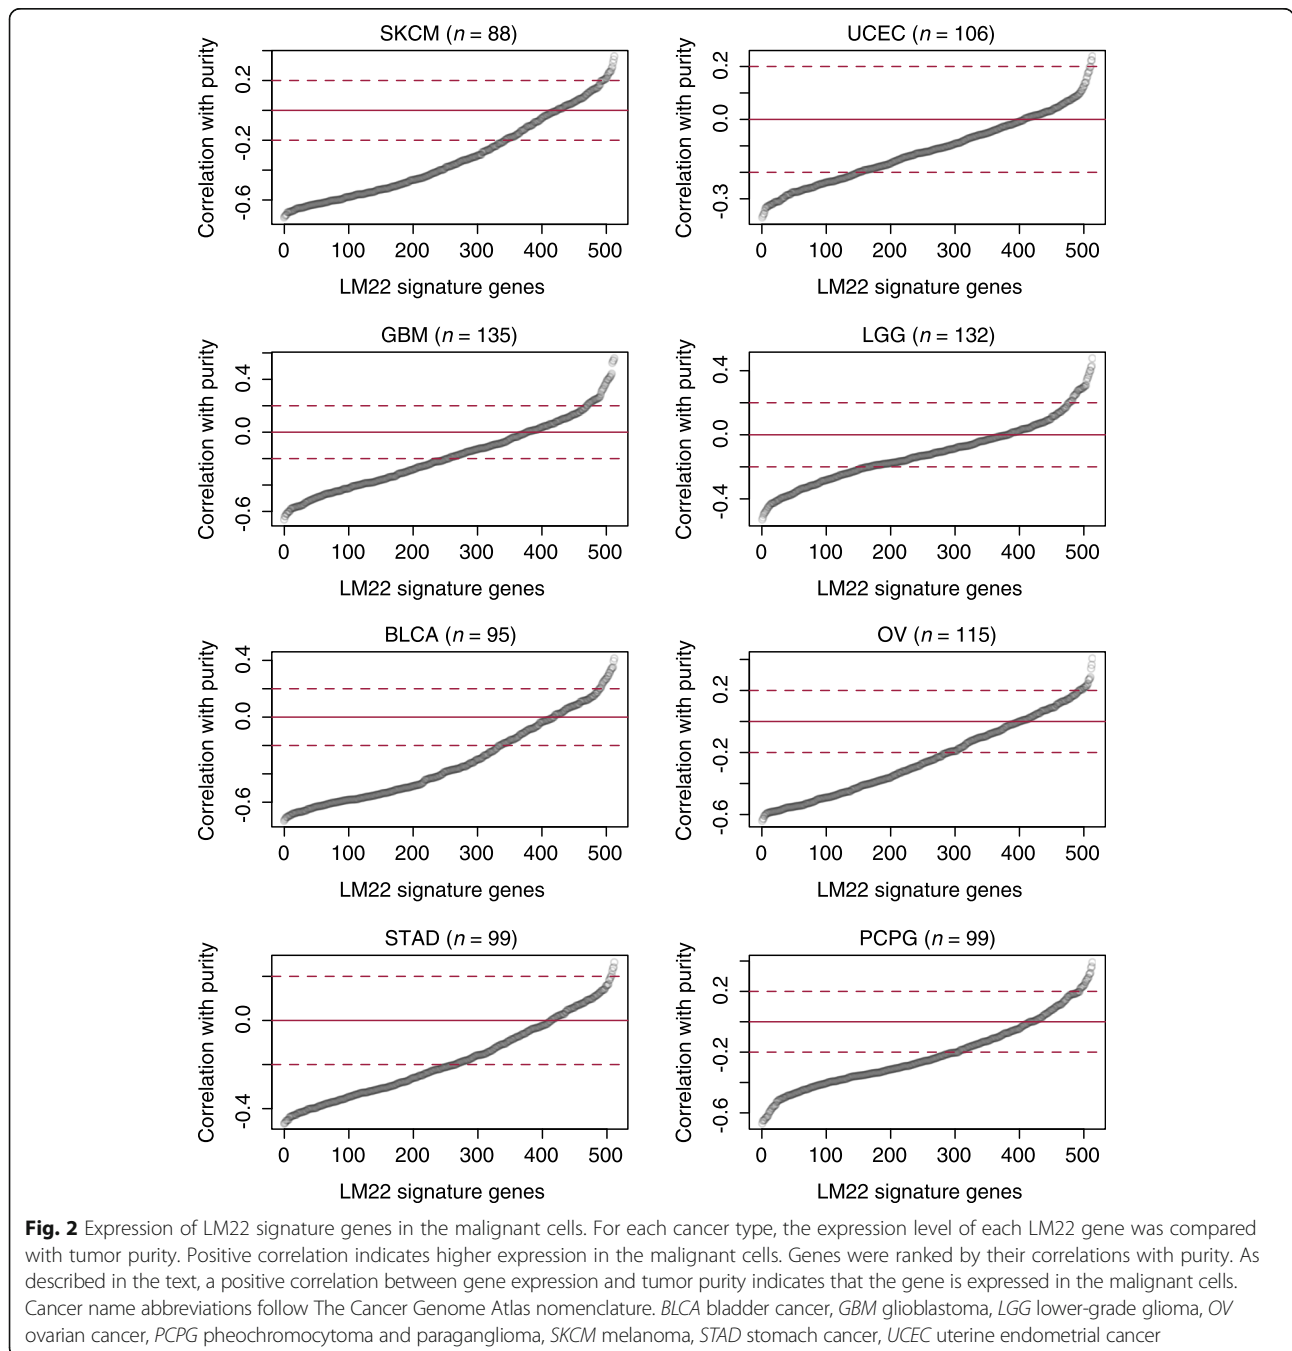 SKCM (n = 88)
Correlation with purity
0.2
-0.2
-0.6
0 100 200 300 400 500
LM22 signature genes
UCEC (n = 106)
Correlation with purity
0.2
0.0
-0.3
0 100 200 300 400 500
LM22 signature genes
GBM (n = 135)
Correlation with purity
0.4
0.0
-0.6
0 100 200 300 400 500
LM22 signature genes
LGG (n = 132)
Correlation with purity
0.4
0.0
-0.4
0 100 200 300 400 500
LM22 signature genes
BLCA (n = 95)
Correlation with purity
0.4
0.0
-0.6
0 100 200 300 400 500
LM22 signature genes
OV (n = 115)
Correlation with purity
0.2
-0.2
-0.6
0 100 200 300 400 500
LM22 signature genes
STAD (n = 99)
Correlation with purity
0.0
-0.4
0 100 200 300 400 500
LM22 signature genes
PCPG (n = 99)
Correlation with purity
0.2
-0.2
-0.6
0 100 200 300 400 500
LM22 signature genes
Fig. 2 Expression of LM22 signature genes in the malignant cells. For each cancer type, the expression level of each LM22 gene was compared
with tumor purity. Positive correlation indicates higher expression in the malignant cells. Genes were ranked by their correlations with purity. As
described in the text, a positive correlation between gene expression and tumor purity indicates that the gene is expressed in the malignant cells.
Cancer name abbreviations follow The Cancer Genome Atlas nomenclature. BLCA bladder cancer, GBM glioblastoma, LGG lower-grade glioma, OV
ovarian cancer, PCPG pheochromocytoma and paraganglioma, SKCM melanoma, STAD stomach cancer, UCEC uterine endometrial cancer